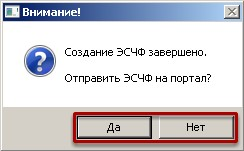 Внимание!
Создание ЭСЧФ завершено.
Отправить ЭСЧФ на портал?
Да Нет